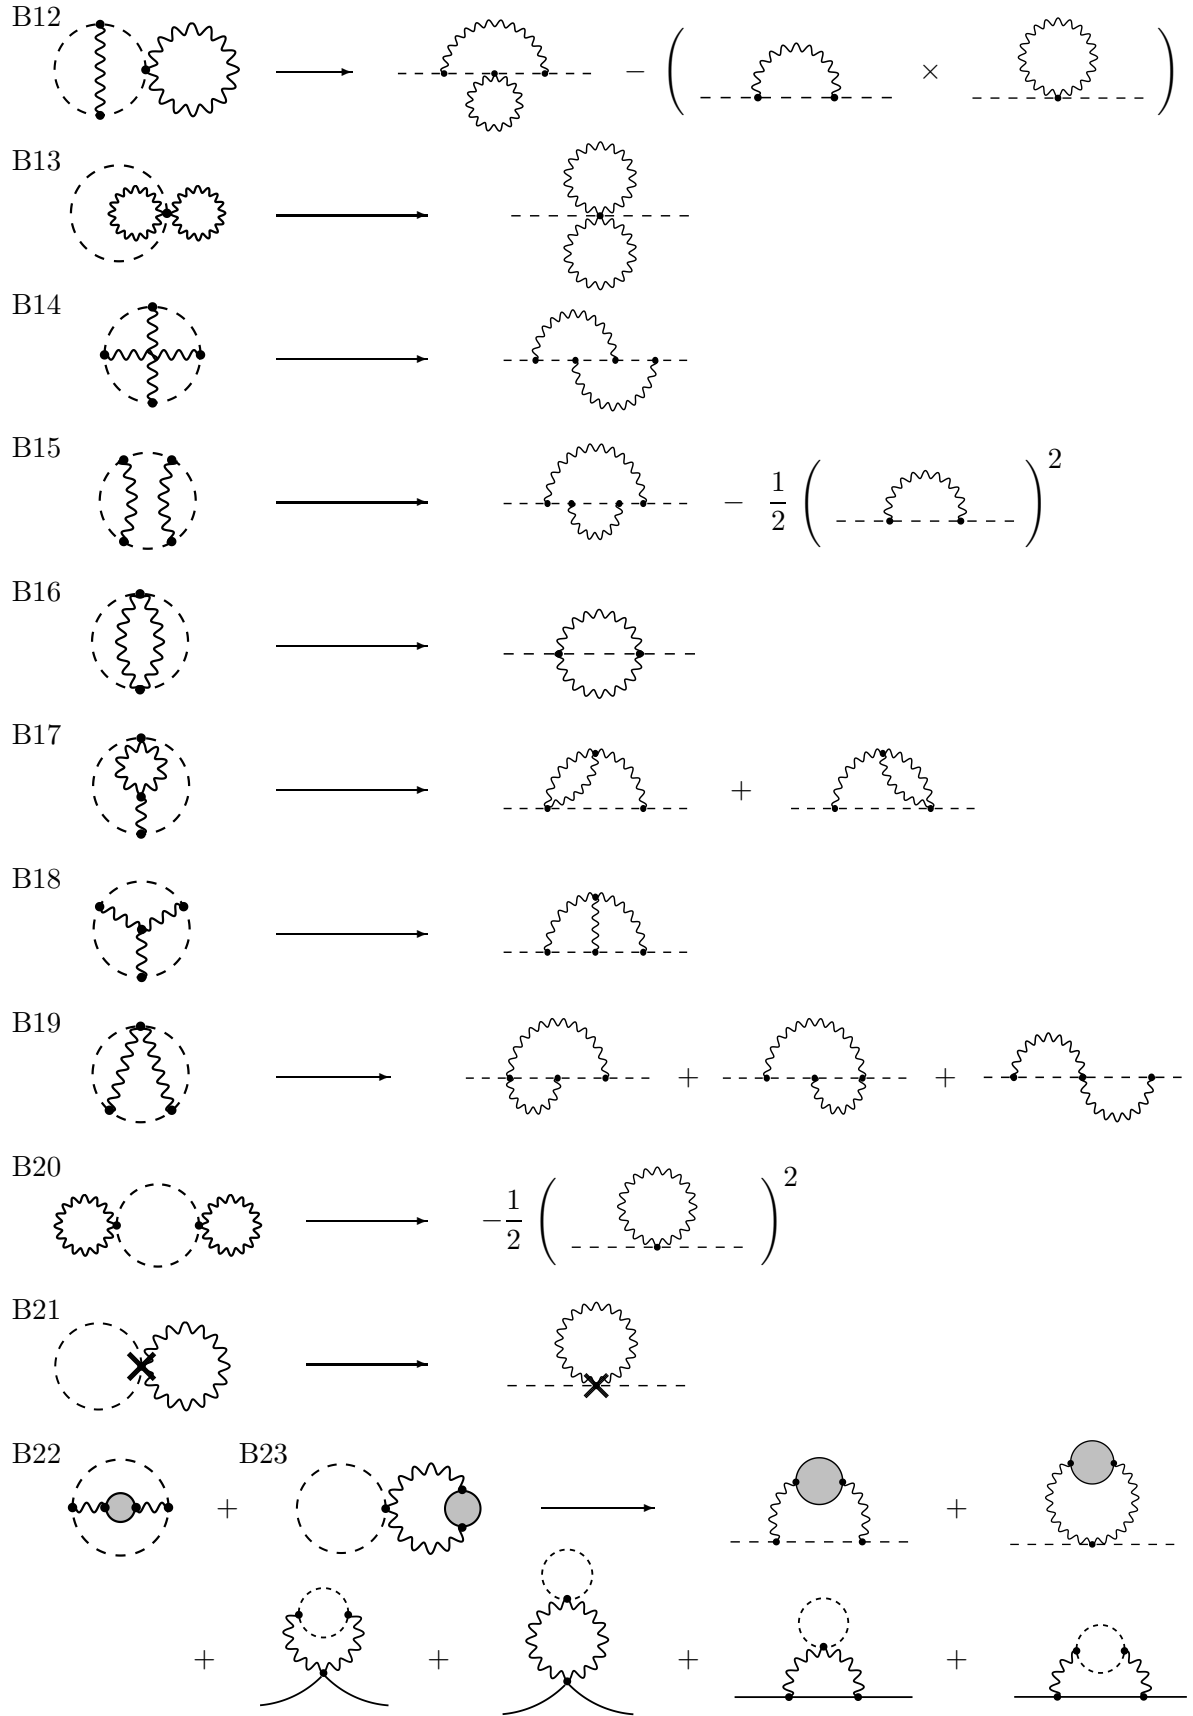 B12
− ( × )
B13
B14
B15
− 1/2 ( )²
B16
B17
+
B18
B19
+ +
B20
−1/2 ( )²
B21
B22 + B23 +
+ + + +